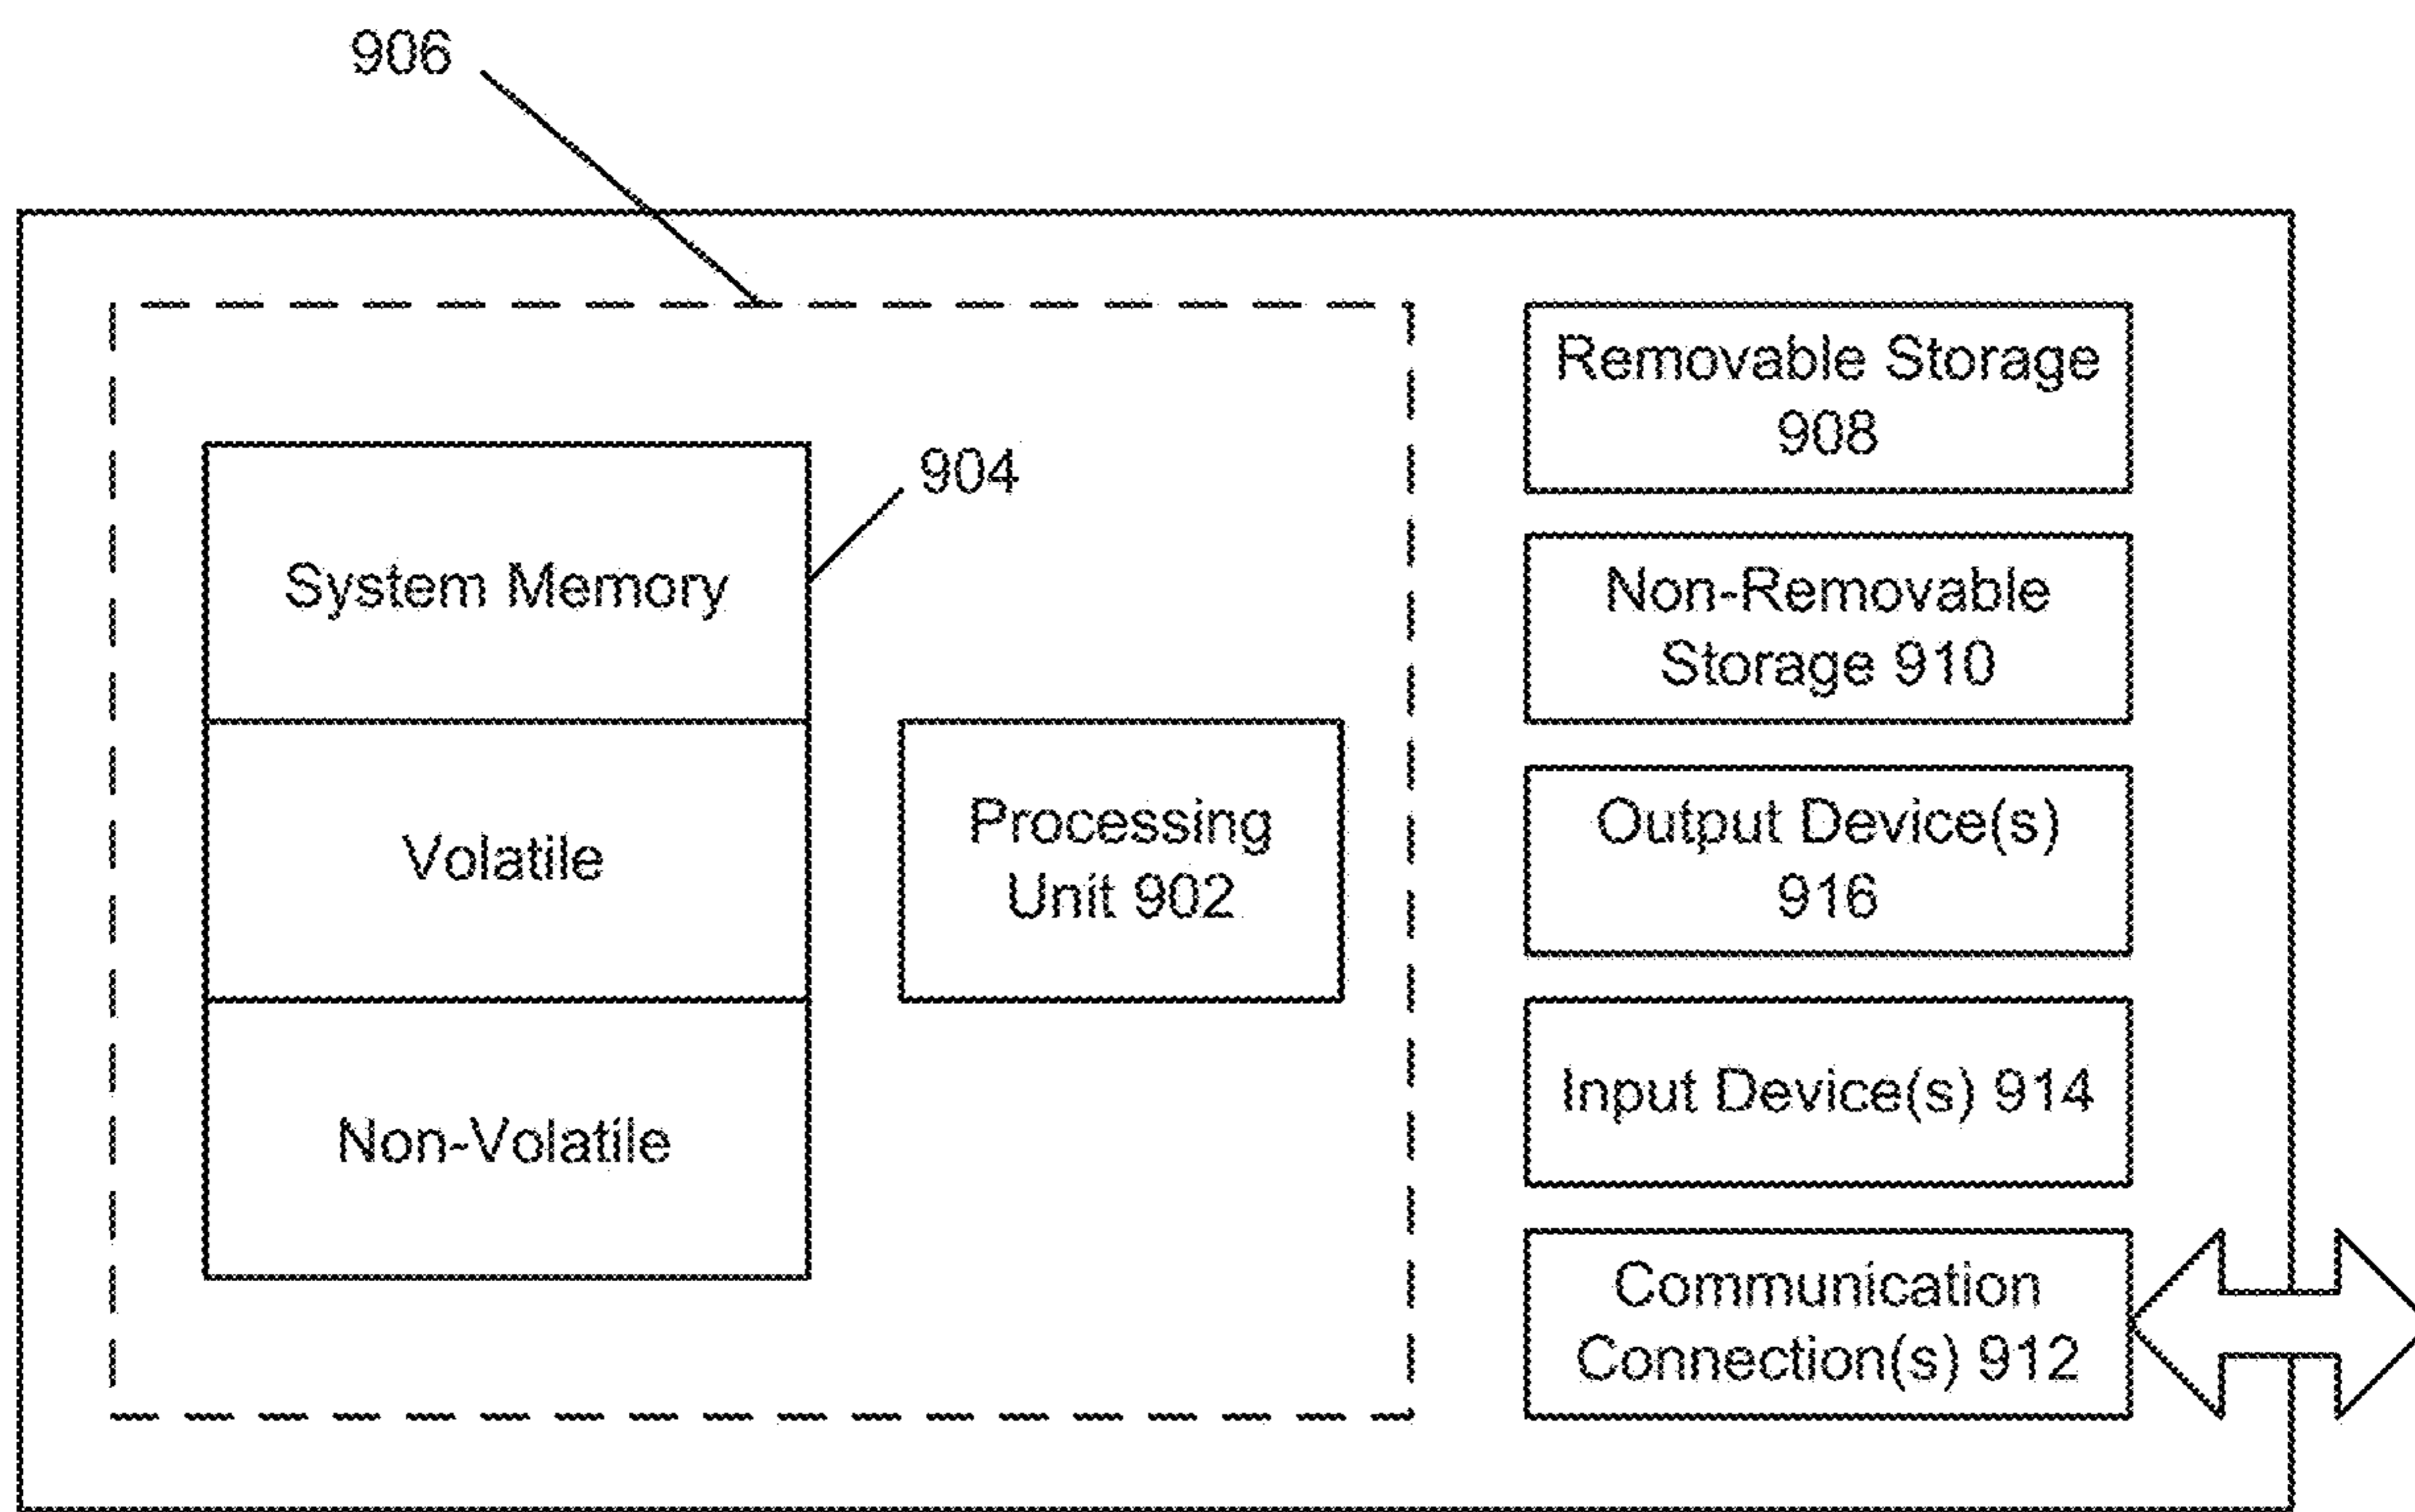 906
904
System Memory
Volatile
Non-Volatile
Processing
Unit 902
Removable Storage
908
Non-Removable
Storage 910
Output Device(s)
916
Input Device(s) 914
Communication
Connection(s) 912